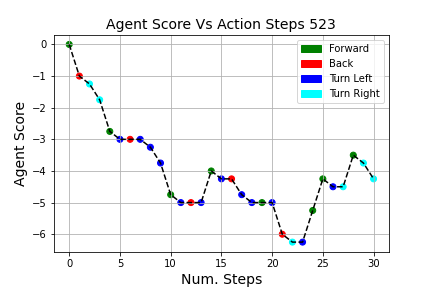 Agent Score Vs Action Steps 523
Agent Score
0
−1
−2
−3
−4
−5
−6
Forward
Back
Turn Left
Turn Right
0 5 10 15 20 25 30
Num. Steps